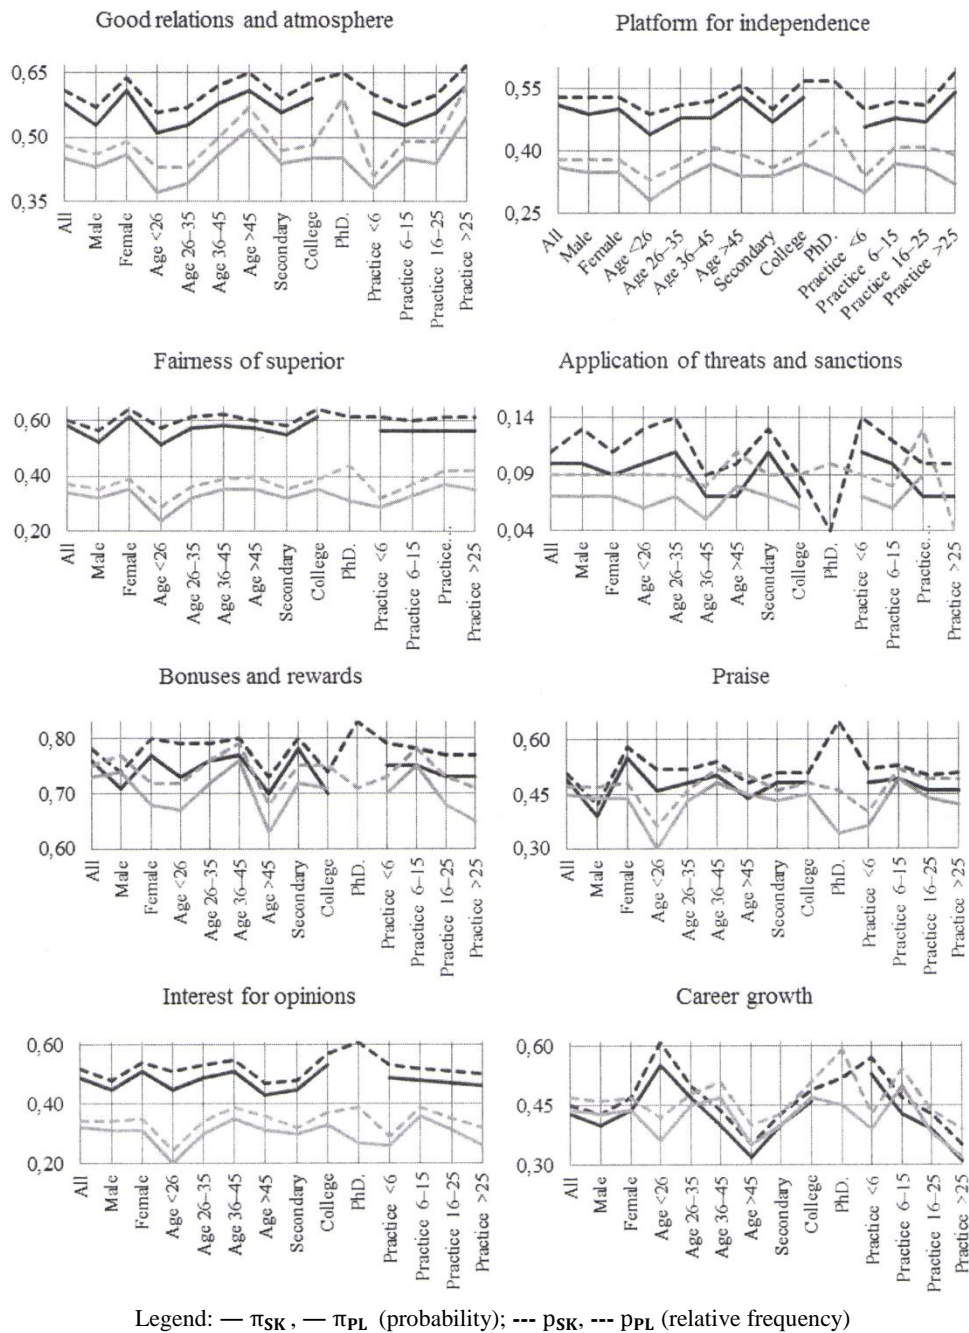 Good relations and atmosphere
0,65
0,50
0,35
All
Male
Female
Age <26
Age 26–35
Age 36–45
Age >45
Secondary
College
PhD.
Practice <6
Practice 6–15
Practice 16–25
Practice >25
Platform for independence
0,55
0,40
0,25
All
Male
Female
Age <26
Age 26–35
Age 36–45
Age >45
Secondary
College
PhD.
Practice <6
Practice 6–15
Practice 16–25
Practice >25
Fairness of superior
0,60
0,40
0,20
All
Male
Female
Age <26
Age 26–35
Age 36–45
Age >45
Secondary
College
PhD.
Practice <6
Practice 6–15
Practice…
Practice >25
Application of threats and sanctions
0,14
0,09
0,04
All
Male
Female
Age <26
Age 26–35
Age 36–45
Age >45
Secondary
College
PhD.
Practice <6
Practice 6–15
Practice…
Practice >25
Bonuses and rewards
0,80
0,70
0,60
All
Male
Female
Age <26
Age 26–35
Age 36–45
Age >45
Secondary
College
PhD.
Practice <6
Practice 6–15
Practice 16–25
Practice >25
Praise
0,60
0,45
0,30
All
Male
Female
Age <26
Age 26–35
Age 36–45
Age >45
Secondary
College
PhD.
Practice <6
Practice 6–15
Practice 16–25
Practice >25
Interest for opinions
0,60
0,40
0,20
All
Male
Female
Age <26
Age 26–35
Age 36–45
Age >45
Secondary
College
PhD.
Practice <6
Practice 6–15
Practice 16–25
Practice >25
Career growth
0,60
0,45
0,30
All
Male
Female
Age <26
Age 26–35
Age 36–45
Age >45
Secondary
College
PhD.
Practice <6
Practice 6–15
Practice 16–25
Practice >25
Legend: — πSK , — πPL (probability); --- pSK, --- pPL (relative frequency)